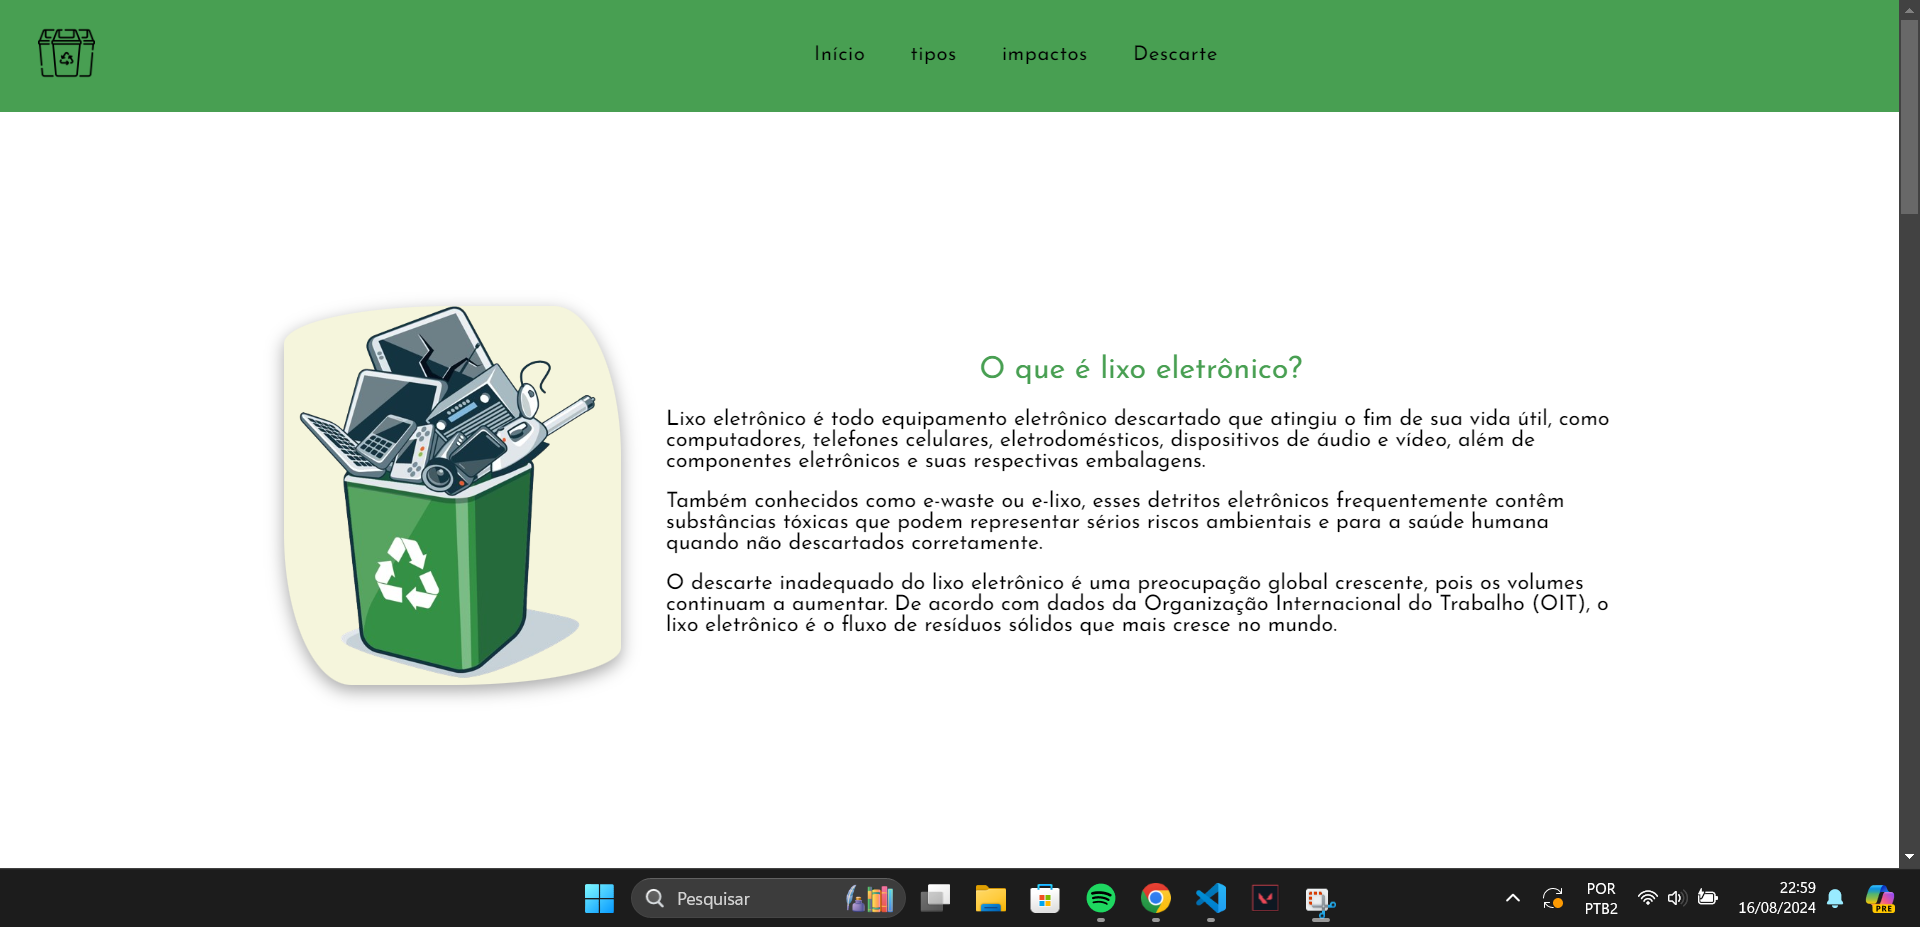 Início
tipos
impactos
Descarte
O que é lixo eletrônico?
Lixo eletrônico é todo equipamento eletrônico descartado que atingiu o fim de sua vida útil, como
computadores, telefones celulares, eletrodomésticos, dispositivos de áudio e vídeo, além de
componentes eletrônicos e suas respectivas embalagens.
Também conhecidos como e-waste ou e-lixo, esses detritos eletrônicos frequentemente contêm
substâncias tóxicas que podem representar sérios riscos ambientais e para a saúde humana
quando não descartados corretamente.
O descarte inadequado do lixo eletrônico é uma preocupação global crescente, pois os volumes
continuam a aumentar. De acordo com dados da Organização Internacional do Trabalho (OIT), o
lixo eletrônico é o fluxo de resíduos sólidos que mais cresce no mundo.
Pesquisar
POR
PTB2
22:59
16/08/2024
PRE